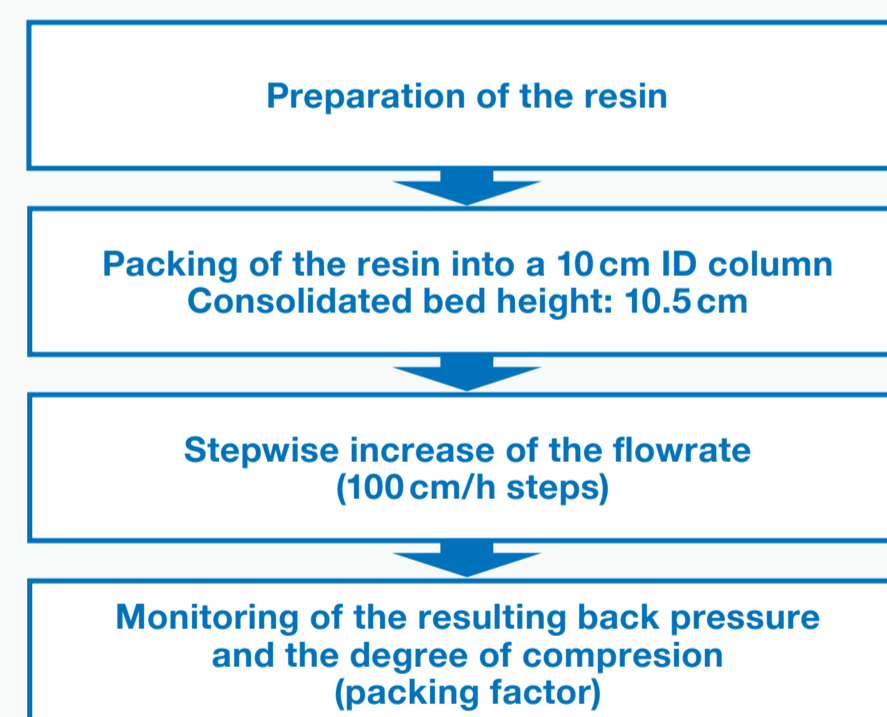 Preparation of the resin
Packing of the resin into a 10 cm ID column
Consolidated bed height: 10.5 cm
Stepwise increase of the flowrate
(100 cm/h steps)
Monitoring of the resulting back pressure
and the degree of compresion
(packing factor)